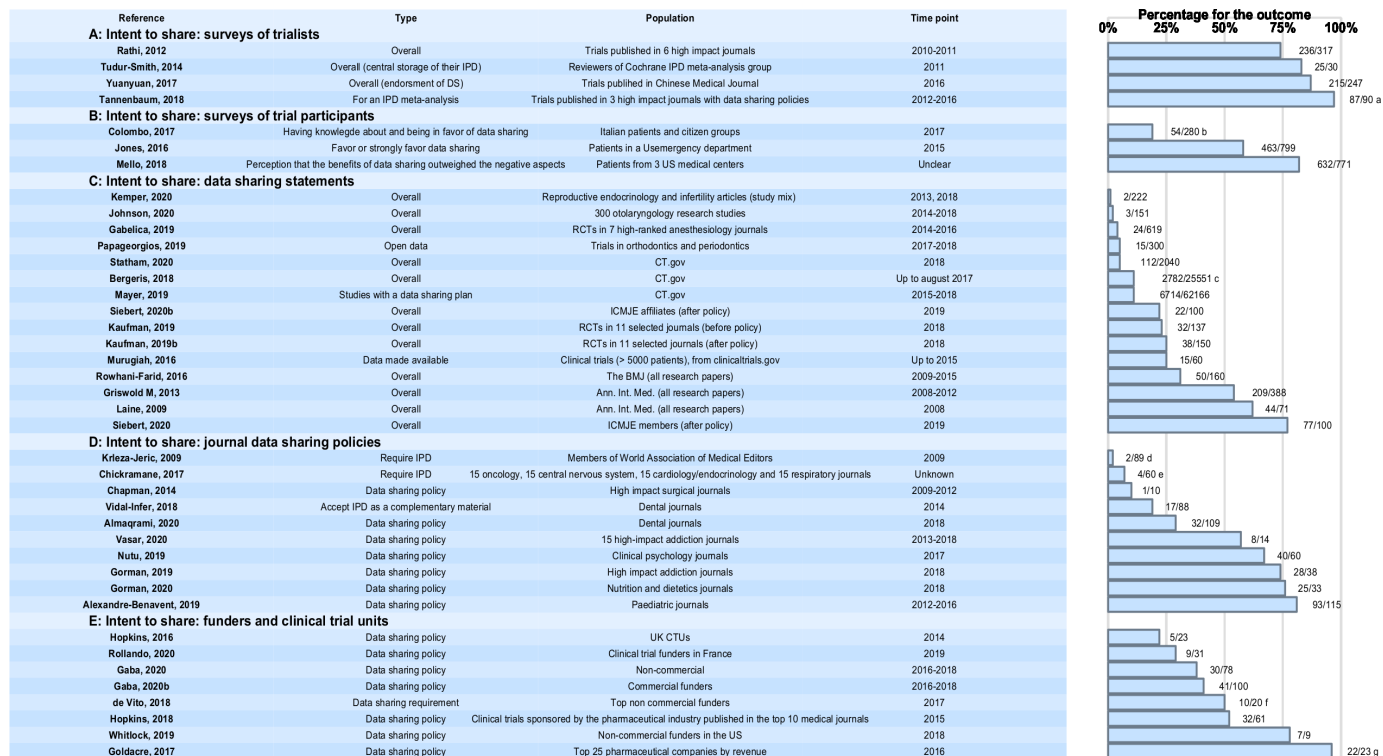 Reference Type Population Time point Percentage for the outcome
0% 25% 50% 75% 100%
A: Intent to share: surveys of trialists
Rathi, 2012 Overall Trials published in 6 high impact journals 2010-2011 236/317
Tudur-Smith, 2014 Overall (central storage of their IPD) Reviewers of Cochrane IPD meta-analysis group 2011 25/30
Yuanyuan, 2017 Overall (endorsment of DS) Trials publihed in Chinese Medical Journal 2016 215/247
Tannenbaum, 2018 For an IPD meta-analysis Trials published in 3 high impact journals with data sharing policies 2012-2016 87/90 a
B: Intent to share: surveys of trial participants
Colombo, 2017 Having knowlegde about and being in favor of data sharing Italian patients and citizen groups 2017 54/280 b
Jones, 2016 Favor or strongly favor data sharing Patients in a Usemergency department 2015 463/799
Mello, 2018 Perception that the benefits of data sharing outweighed the negative aspects Patients from 3 US medical centers Unclear 632/771
C: Intent to share: data sharing statements
Kemper, 2020 Overall Reproductive endocrinology and infertility articles (study mix) 2013, 2018 2/222
Johnson, 2020 Overall 300 otolaryngology research studies 2014-2018 3/151
Gabelica, 2019 Overall RCTs in 7 high-ranked anesthesiology journals 2014-2016 24/619
Papageorgios, 2019 Open data Trials in orthodontics and periodontics 2017-2018 15/300
Statham, 2020 Overall CT.gov 2018 112/2040
Bergeris, 2018 Overall CT.gov Up to august 2017 2782/25551 c
Mayer, 2019 Studies with a data sharing plan CT.gov 2015-2018 6714/62166
Siebert, 2020b Overall ICMJE affiliates (after policy) 2019 22/100
Kaufman, 2019 Overall RCTs in 11 selected journals (before policy) 2018 32/137
Kaufman, 2019b Overall RCTs in 11 selected journals (after policy) 2018 38/150
Murugiah, 2016 Data made available Clinical trials (> 5000 patients), from clinicaltrials.gov Up to 2015 15/60
Rowhani-Farid, 2016 Overall The BMJ (all research papers) 2009-2015 50/160
Griswold M, 2013 Overall Ann. Int. Med. (all research papers) 2008-2012 209/388
Laine, 2009 Overall Ann. Int. Med. (all research papers) 2008 44/71
Siebert, 2020 Overall ICMJE members (after policy) 2019 77/100
D: Intent to share: journal data sharing policies
Krleza-Jeric, 2009 Require IPD Members of World Association of Medical Editors 2009 2/89 d
Chickramane, 2017 Require IPD 15 oncology, 15 central nervous system, 15 cardiology/endocrinology and 15 respiratory journals Unknown 4/60 e
Chapman, 2014 Data sharing policy High impact surgical journals 2009-2012 1/10
Vidal-Infer, 2018 Accept IPD as a complementary material Dental journals 2014 17/88
Almaqrami, 2020 Data sharing policy Dental journals 2018 32/109
Vasar, 2020 Data sharing policy 15 high-impact addiction journals 2013-2018 8/14
Nutu, 2019 Data sharing policy Clinical psychology journals 2017 40/60
Gorman, 2019 Data sharing policy High impact addiction journals 2018 28/38
Gorman, 2020 Data sharing policy Nutrition and dietetics journals 2018 25/33
Alexandre-Benavent, 2019 Data sharing policy Paediatric journals 2012-2016 93/115
E: Intent to share: funders and clinical trial units
Hopkins, 2016 Data sharing policy UK CTUs 2014 5/23
Rollando, 2020 Data sharing policy Clinical trial funders in France 2019 9/31
Gaba, 2020 Data sharing policy Non-commercial 2016-2018 30/78
Gaba, 2020b Data sharing policy Commercial funders 2016-2018 41/100
de Vito, 2018 Data sharing requirement Top non commercial funders 2017 10/20 f
Hopkins, 2018 Data sharing policy Clinical trials sponsored by the pharmaceutical industry published in the top 10 medical journals 2015 32/61
Whitlock, 2019 Data sharing policy Non-commercial funders in the US 2018 7/9
Goldacre, 2017 Data sharing policy Top 25 pharmaceutical companies by revenue 2016 22/23 g